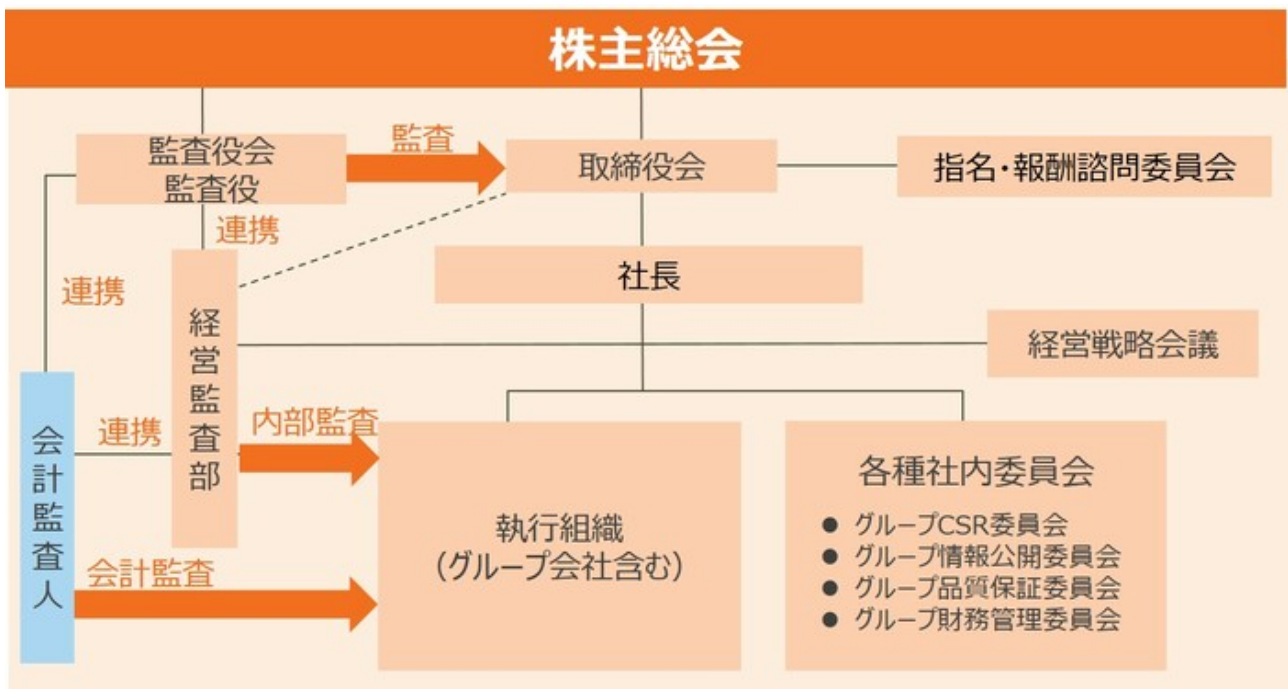 株主総会
監査役会
監査役
監査
取締役会
指名・報酬諮問委員会
連携
連携
社長
経営監査部
経営戦略会議
会計監査人
連携
内部監査
執行組織
（グループ会社含む）
各種社内委員会
● グループCSR委員会
● グループ情報公開委員会
● グループ品質保証委員会
● グループ財務管理委員会
会計監査